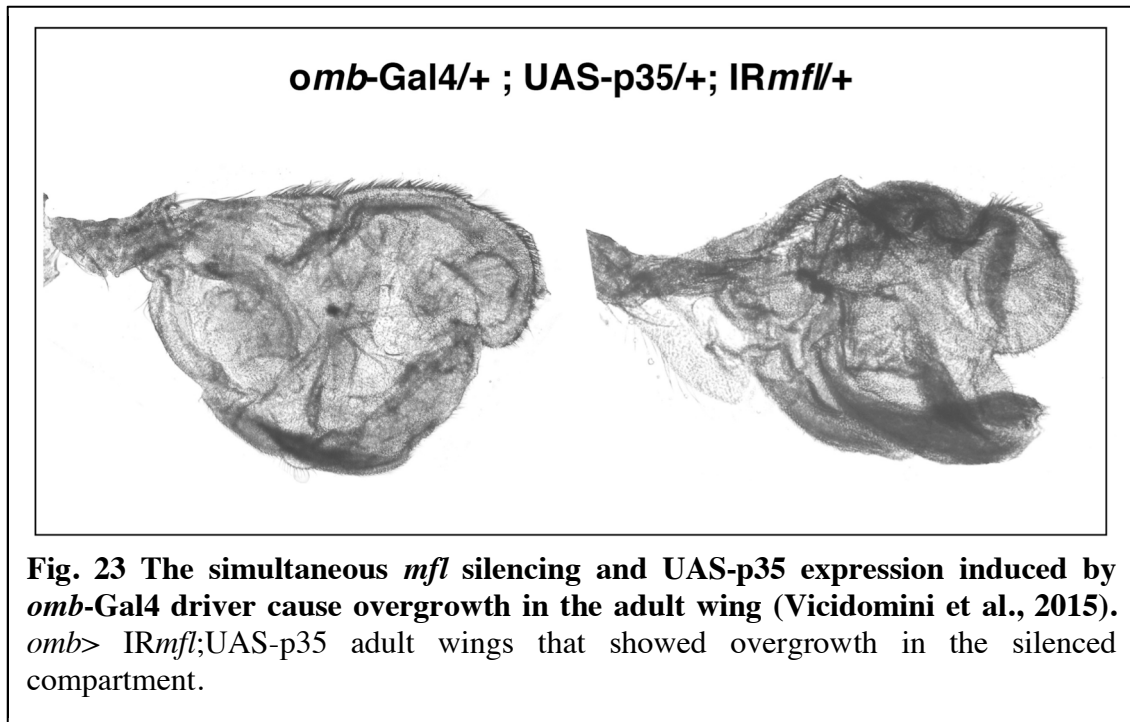 omb-Gal4/+ ; UAS-p35/+; IRmfl/+
Fig. 23 The simultaneous mfl silencing and UAS-p35 expression induced by
omb-Gal4 driver cause overgrowth in the adult wing (Vicidomini et al., 2015).
omb> IRmfl;UAS-p35 adult wings that showed overgrowth in the silenced
compartment.